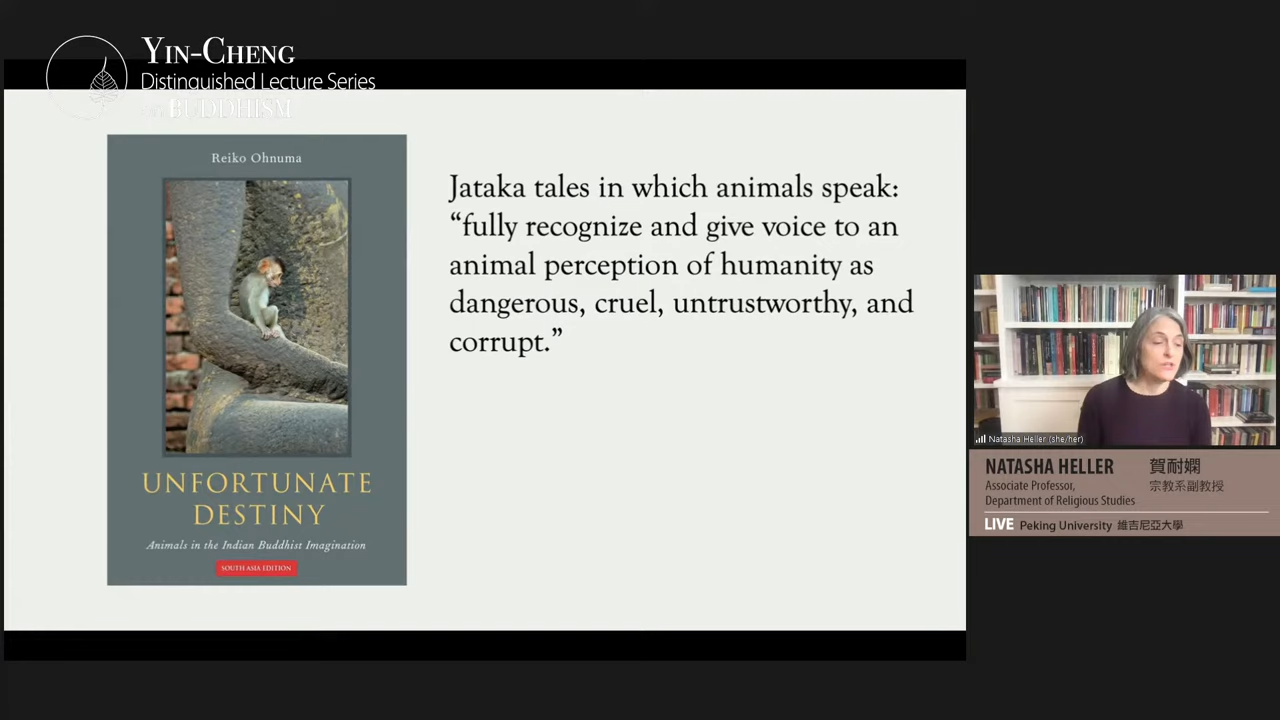 YIN-CHENG
Distinguished Lecture Series
BUDDHISM
Reiko Ohnuma
UNFORTUNATE
DESTINY
Animals in the Indian Buddhist Imagination
SOUTH ASIA EDITION
Jataka tales in which animals speak:
“fully recognize and give voice to an
animal perception of humanity as
dangerous, cruel, untrustworthy, and
corrupt.”
Natasha Heller (she/her)
NATASHA HELLER 賀耐嫻
Associate Professor, 宗教系副教授
Department of Religious Studies
LIVE Peking University 維吉尼亞大學